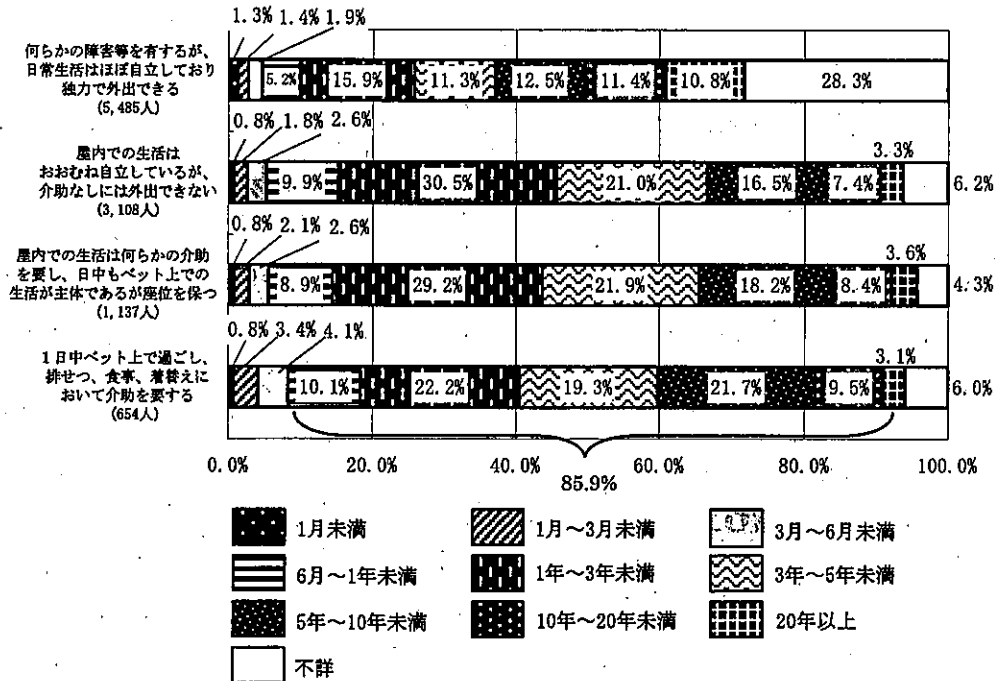 1.3% 1.4% 1.9%
何らかの障害等を有するが、
日常生活はほぼ自立しており
独力で外出できる
(5,485人)
5.2% 15.9% 11.3% 12.5% 11.4% 10.8% 28.3%
0.8% 1.8% 2.6%
3.3%
屋内での生活は
おおむね自立しているが、
介助なしには外出できない
(3,108人)
9.9% 30.5% 21.0% 16.5% 7.4% 6.2%
0.8% 2.1% 2.6%
3.6%
屋内での生活は何らかの介助
を要し、日中もベット上での
生活が主体であるが座位を保つ
(1,137人)
8.9% 29.2% 21.9% 18.2% 8.4% 4.3%
0.8% 3.4% 4.1%
3.1%
1日中ベット上で過ごし、
排せつ、食事、着替えに
おいて介助を要する
(654人)
10.1% 22.2% 19.3% 21.7% 9.5% 6.0%
0.0% 20.0% 40.0% 60.0% 80.0% 100.0%
85.9%
1月未満 1月～3月未満 3月～6月未満
6月～1年未満 1年～3年未満 3年～5年未満
5年～10年未満 10年～20年未満 20年以上
不詳